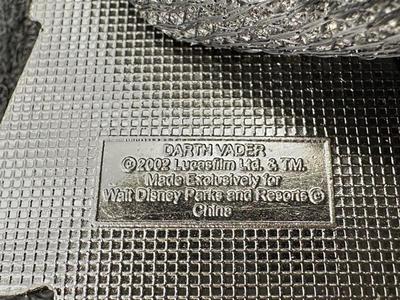 DARTH VADER
© 2002 Lucasfilm Ltd. & TM.
Made Exclusively for
Walt Disney Parks and Resorts ©
China